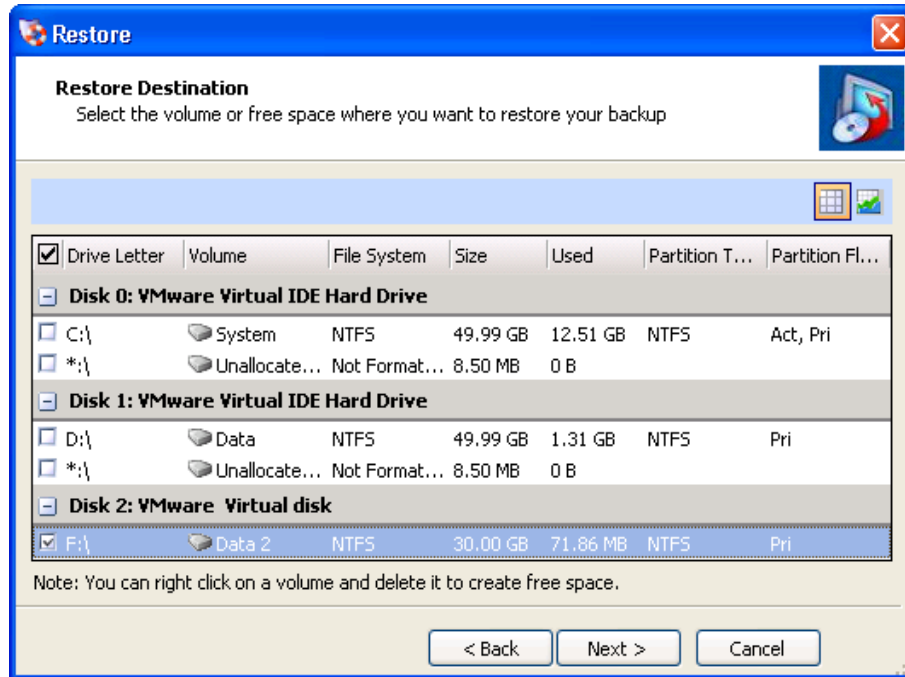 Restore
Restore Destination
Select the volume or free space where you want to restore your backup
Drive Letter Volume File System Size Used Partition T... Partition Fl...
Disk 0: VMware Virtual IDE Hard Drive
C:\ System NTFS 49.99 GB 12.51 GB NTFS Act, Pri
*:\ Unallocate... Not Format... 8.50 MB 0 B
Disk 1: VMware Virtual IDE Hard Drive
D:\ Data NTFS 49.99 GB 1.31 GB NTFS Pri
*:\ Unallocate... Not Format... 8.50 MB 0 B
Disk 2: VMware Virtual disk
F:\ Data 2 NTFS 30.00 GB 71.86 MB NTFS Pri
Note: You can right click on a volume and delete it to create free space.
< Back Next > Cancel